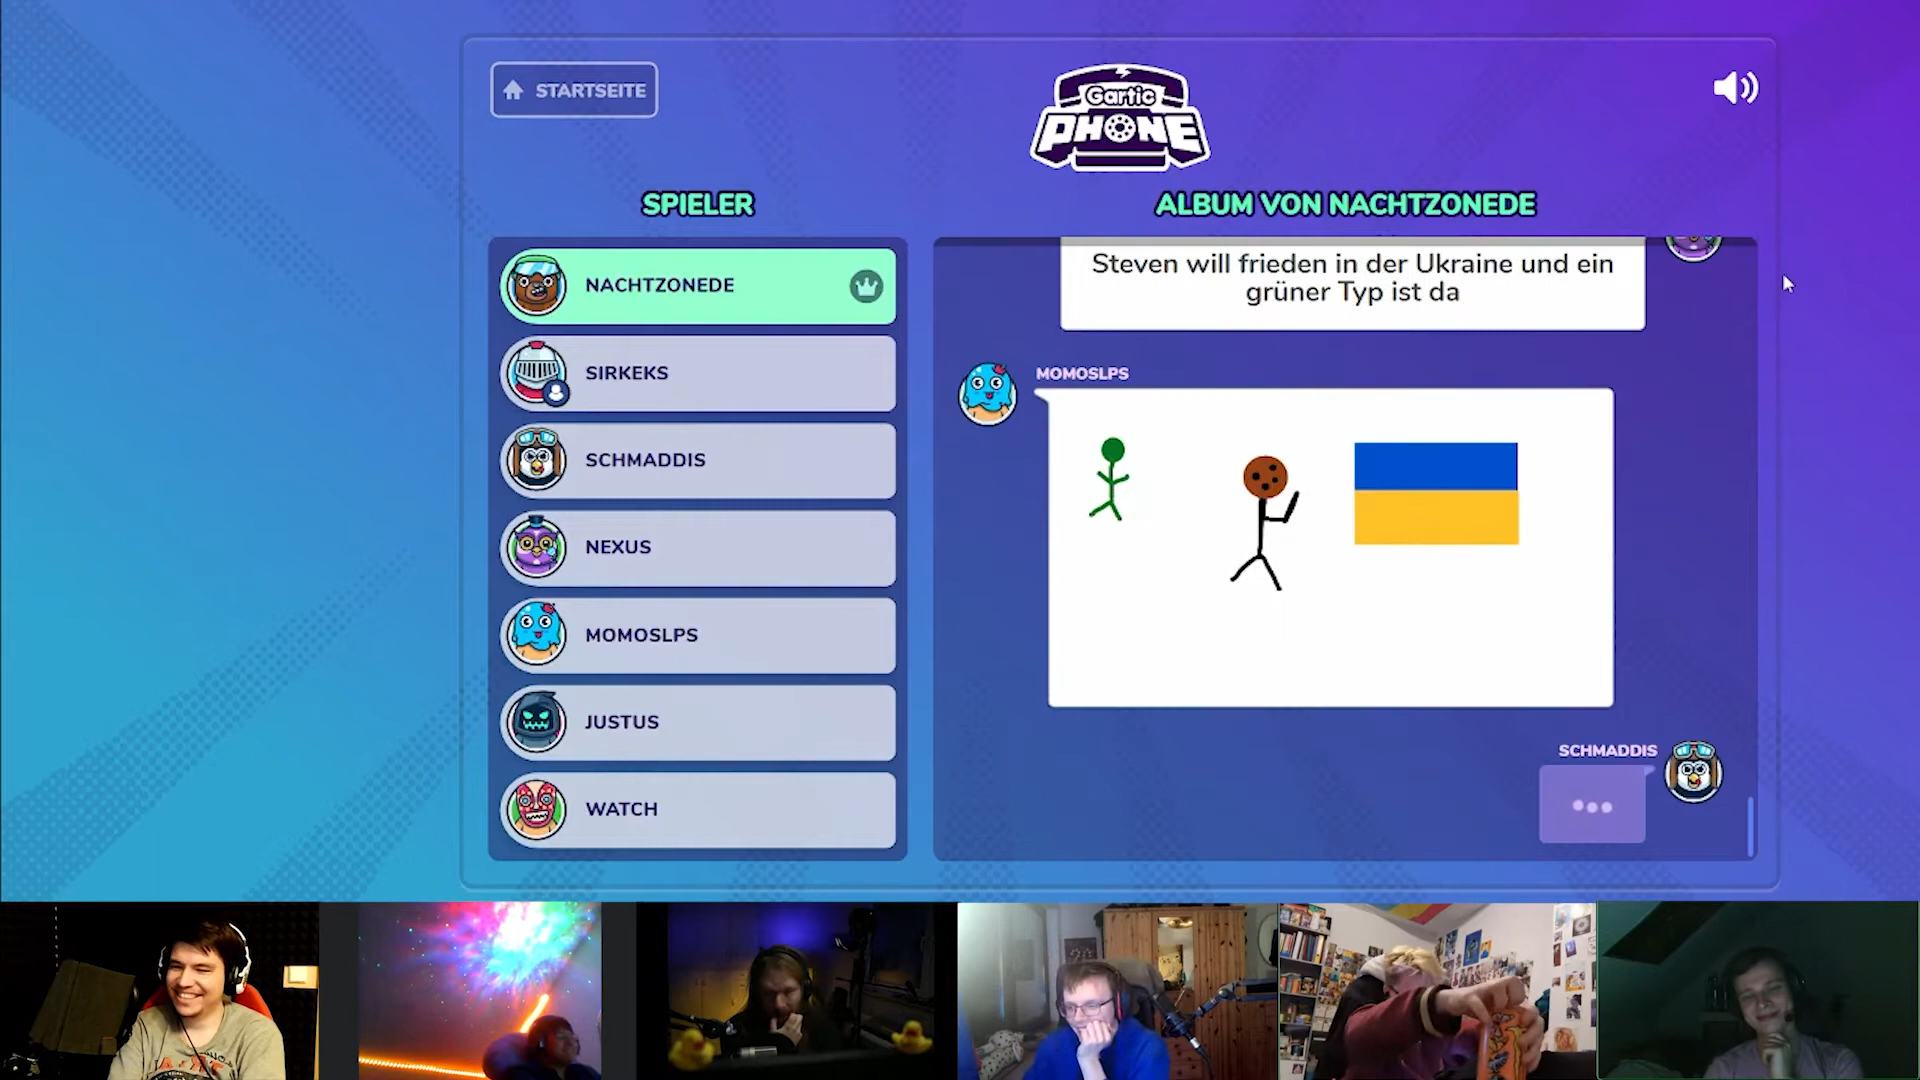 STARTSEITE
Gartic
PHONE
SPIELER
ALBUM VON NACHTZONEDE
NACHTZONEDE
SIRKEKS
SCHMADDIS
NEXUS
MOMOSLPS
JUSTUS
WATCH
Steven will frieden in der Ukraine und ein
grüner Typ ist da
MOMOSLPS
SCHMADDIS